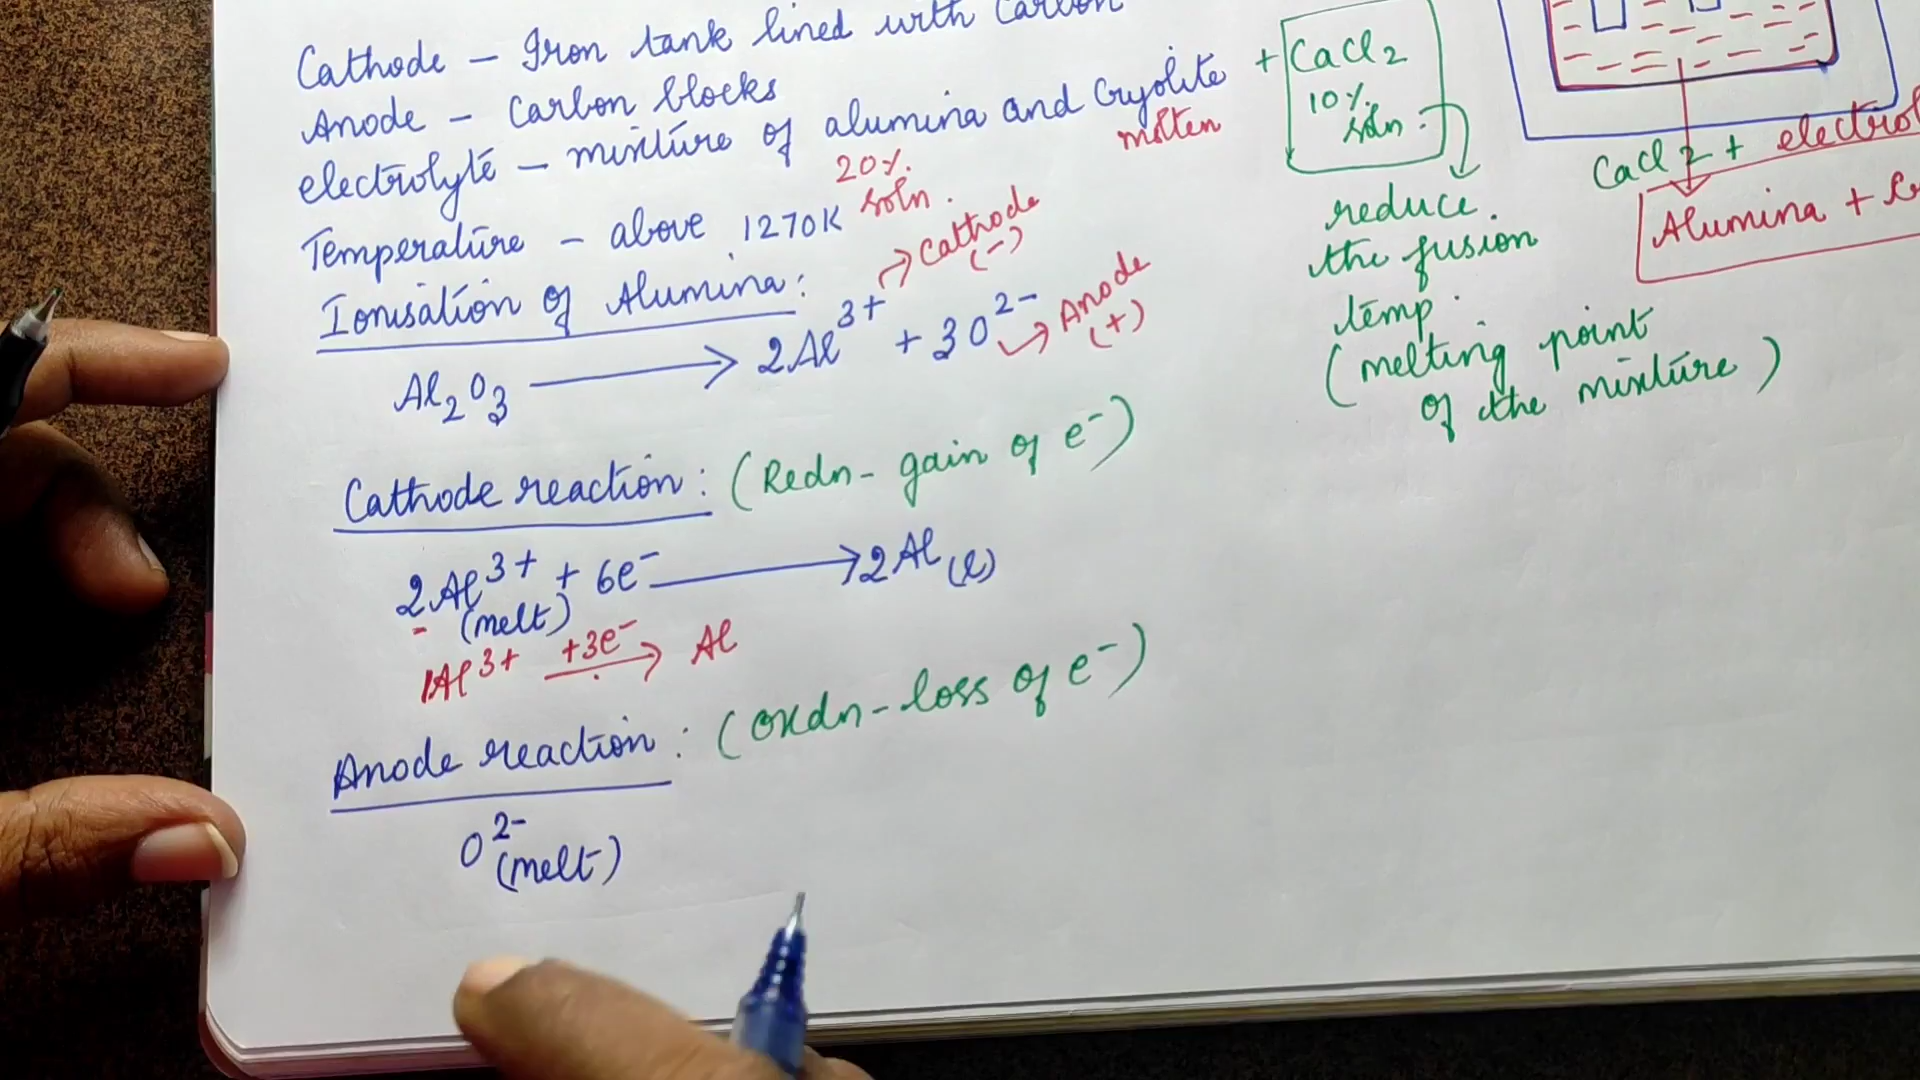 Cathode - Iron tank lined with Carbon
Anode - Carbon blocks
electrolyte - mixture of alumina and Cryolite + CaCl2
20%. soln.
molten
10%. soln.
Temperature - above 1270K
reduce the fusion temp.
(melting point of the mixture)
CaCl2 +
Alumina +
Ionisation of Alumina:
Al2O3 → 2Al3+ + 3O2-
→ Cathode (-)
→ Anode (+)
Cathode reaction: (Redn - gain of e-)
2Al3+ (melt) + 6e- → 2Al(l)
1Al3+ +3e- → Al
Anode reaction: (Oxdn - loss of e-)
O2- (melt)